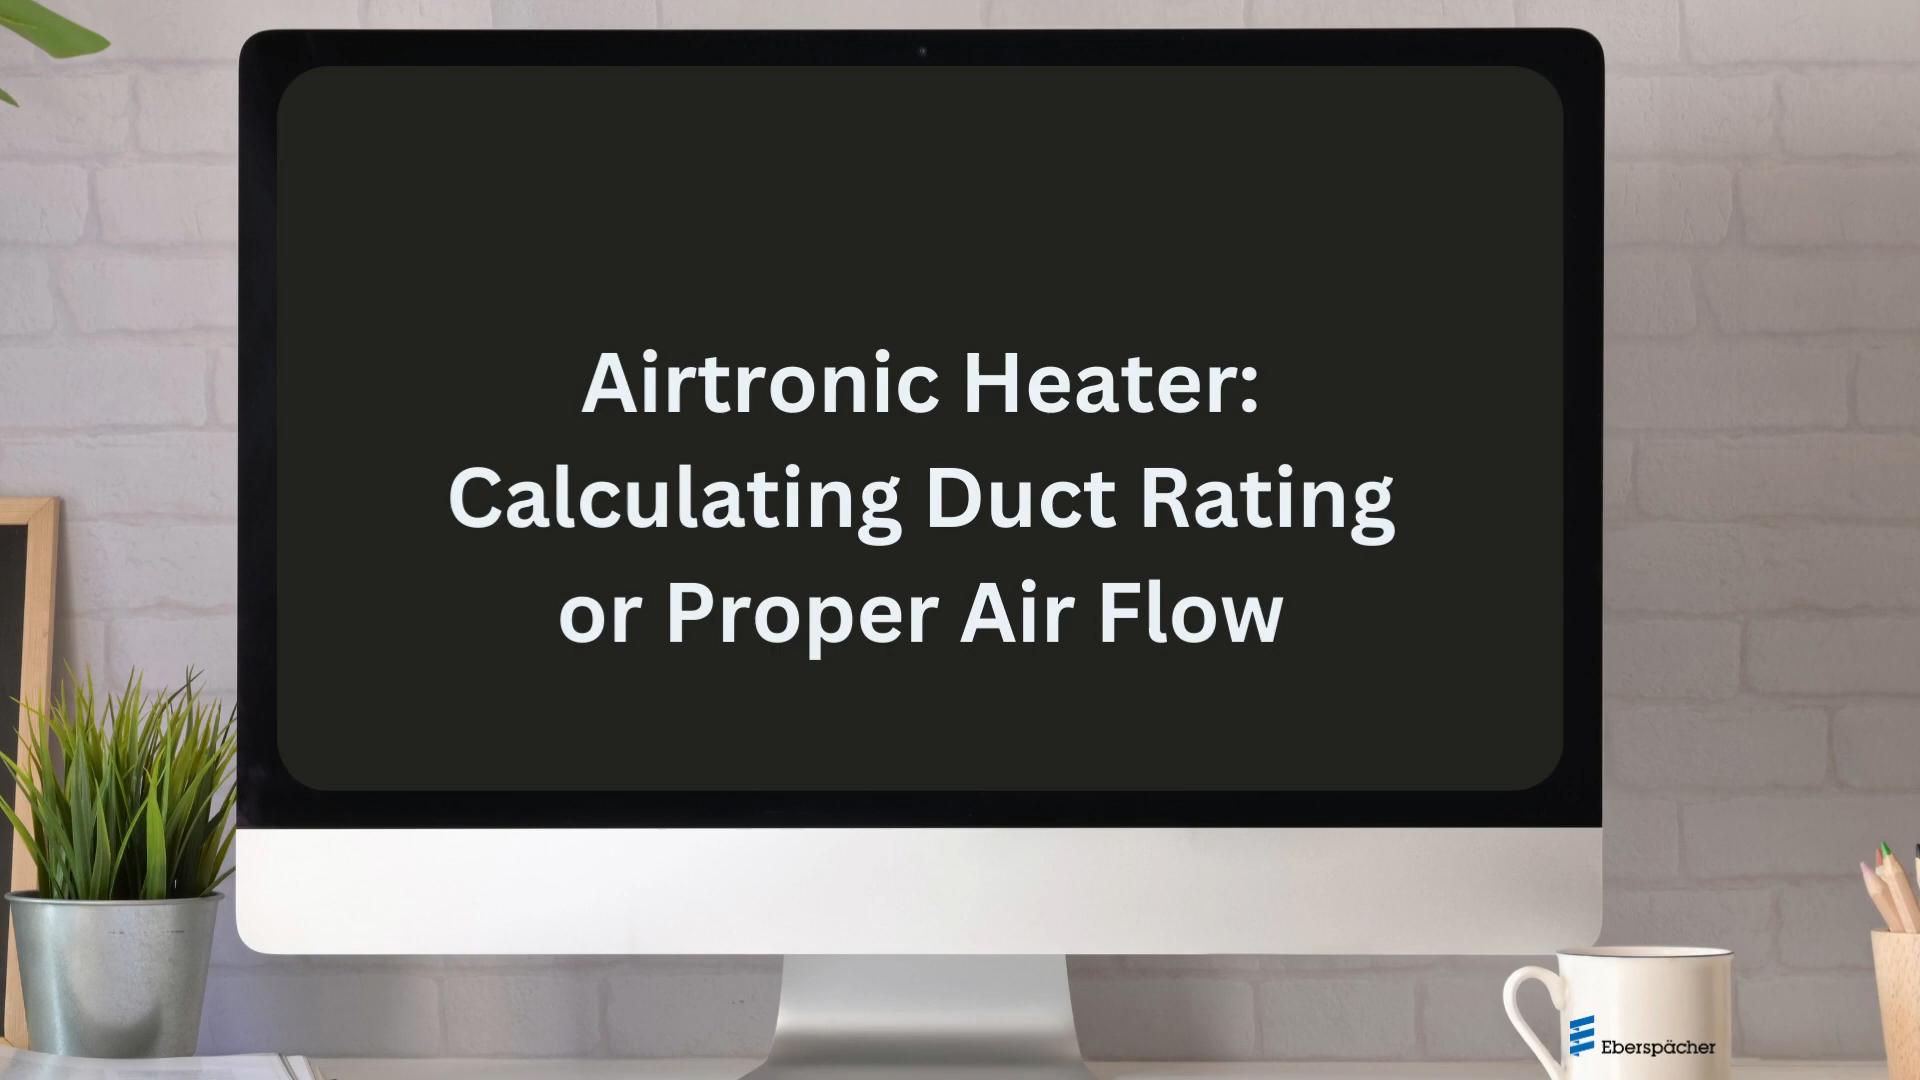 Airtronic Heater:
Calculating Duct Rating
or Proper Air Flow
Eberspächer